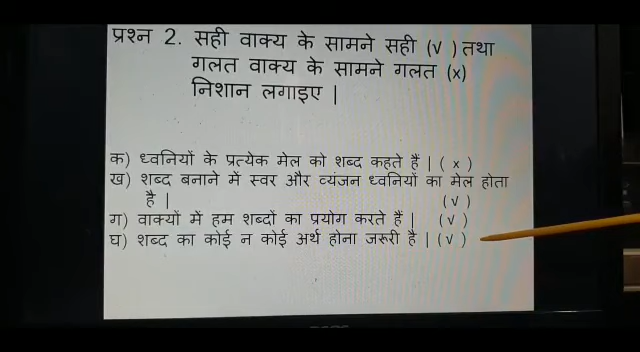 प्रश्न 2. सही वाक्य के सामने सही (√ ) तथा
गलत वाक्य के सामने गलत (x)
निशान लगाइए |
क) ध्वनियों के प्रत्येक मेल को शब्द कहते हैं | ( x )
ख) शब्द बनाने में स्वर और व्यंजन ध्वनियों का मेल होता
है | (√ )
ग) वाक्यों में हम शब्दों का प्रयोग करते हैं | (√ )
घ) शब्द का कोई न कोई अर्थ होना जरूरी है | (√ )